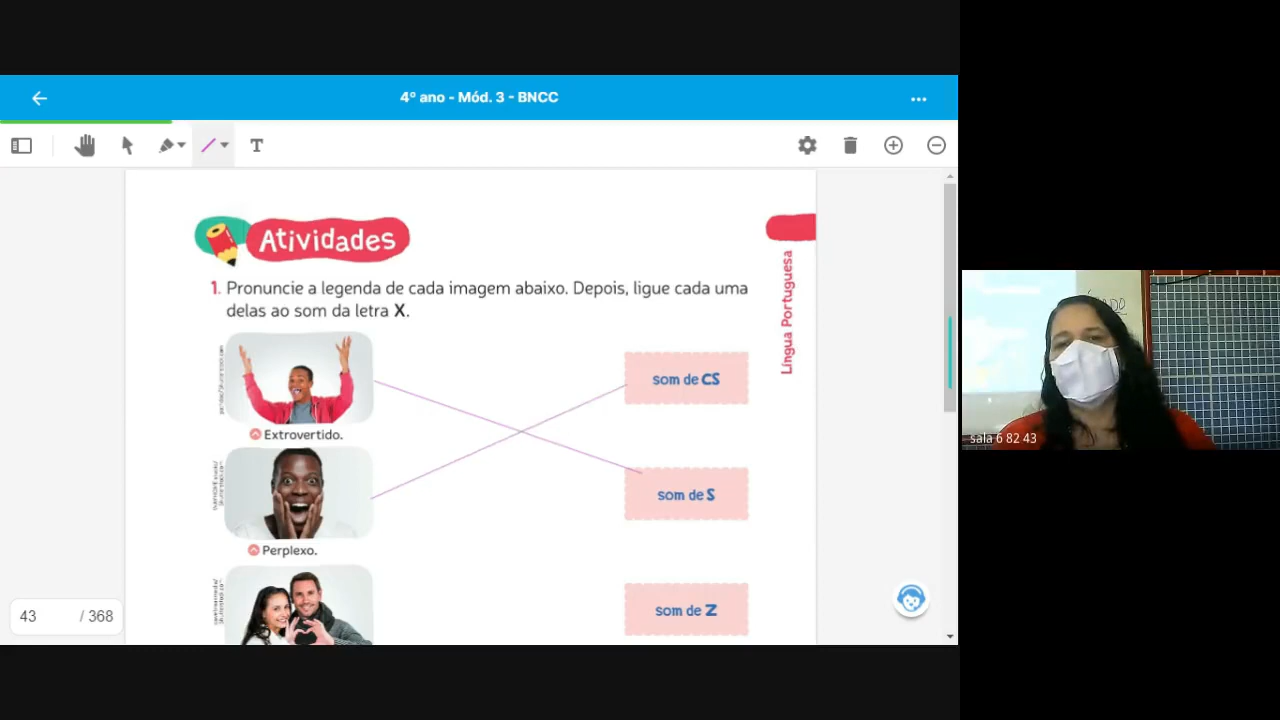 4º ano - Mód. 3 - BNCC
T
Atividades
1. Pronuncie a legenda de cada imagem abaixo. Depois, ligue cada uma
delas ao som da letra X.
Língua Portuguesa
som de CS
Extrovertido.
som de S
Perplexo.
som de Z
43 / 368
sala 6 82 43